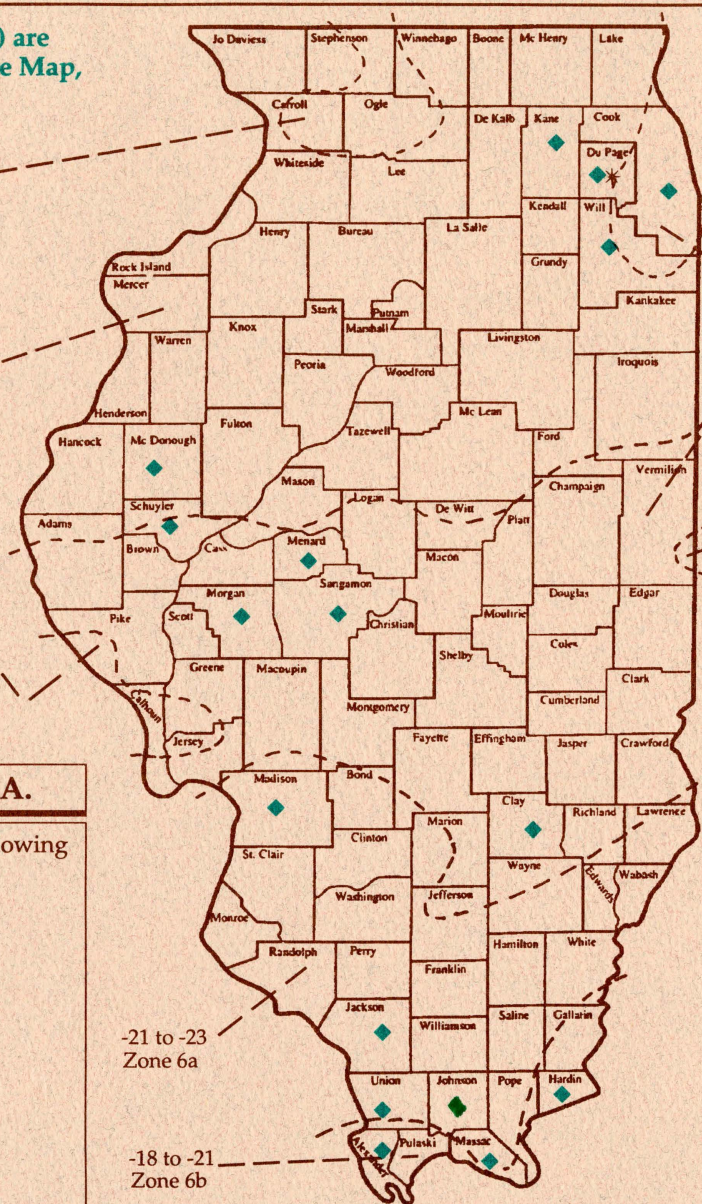 ) are
e Map,
Jo Daviess Stephenson Winnebago Boone Mc Henry Lake
Carroll Ogle De Kalb Kane Cook
Du Page
Whiteside Lee
Kendall Will
Henry Bureau La Salle
Rock Island Grundy
Mercer
Kankakee
Stark Putnam
Knox Marshall
Warren Livingston
Peoria Woodford Iroquois
Henderson Mc Lean
Fulton Tazewell
Hancock Mc Donough Ford
Vermilion
Mason Champaign
Logan
Schuyler De Witt
Adams Piatt
Brown Cass Menard
Macon
Sangamon
Morgan Douglas Edgar
Pike Scott Christian Moultrie
Coles
Shelby
Greene Macoupin
Clark
Calhoun Montgomery Cumberland
Jersey Fayette Effingham Jasper Crawford
A.
Madison Bond
Clay
Marion Richland Lawrence
owing
Clinton
St. Clair Wayne
Edwards Wabash
Washington Jefferson
Monroe
Randolph Perry Hamilton White
Franklin
Jackson Saline Gallatin
Williamson
-21 to -23
Zone 6a
Union Johnson Pope Hardin
Alexander Pulaski Massac
-18 to -21
Zone 6b